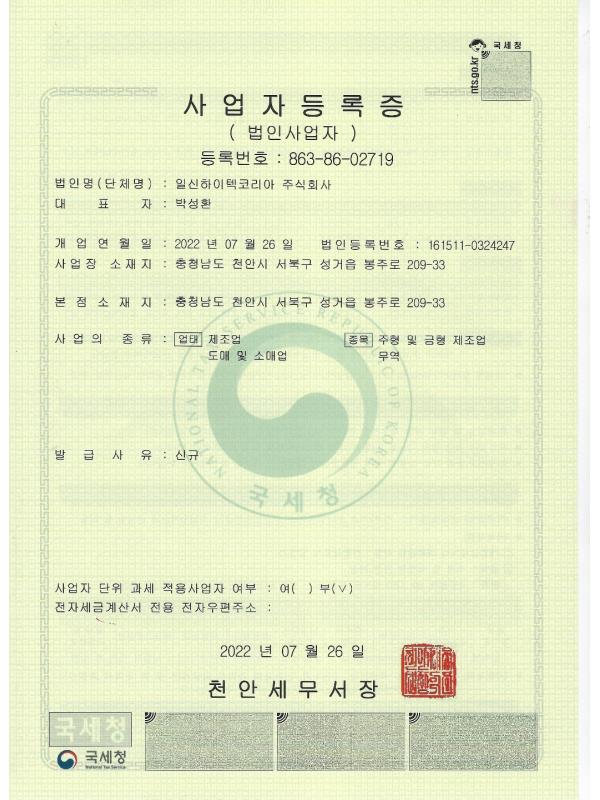 국세청
nts.go.kr
사업자등록증
( 법인사업자 )
등록번호 : 863-86-02719
법인명(단체명) : 일신하이텍코리아 주식회사
대 표 자 : 박성환
개 업 연 월 일 : 2022 년 07 월 26 일 법인등록번호 : 161511-0324247
사업장 소재지 : 충청남도 천안시 서북구 성거읍 봉주로 209-33
본 점 소 재 지 : 충청남도 천안시 서북구 성거읍 봉주로 209-33
사 업 의 종 류 : 업태 제조업 종목 주형 및 금형 제조업
도매 및 소매업 무역
NATIONAL TAX SERVICE REPUBLIC OF KOREA
국세청
발 급 사 유 : 신규
사업자 단위 과세 적용사업자 여부 : 여( ) 부(∨)
전자세금계산서 전용 전자우편주소 :
2022 년 07 월 26 일
천안세무서장
국세청
국세청
National Tax Service